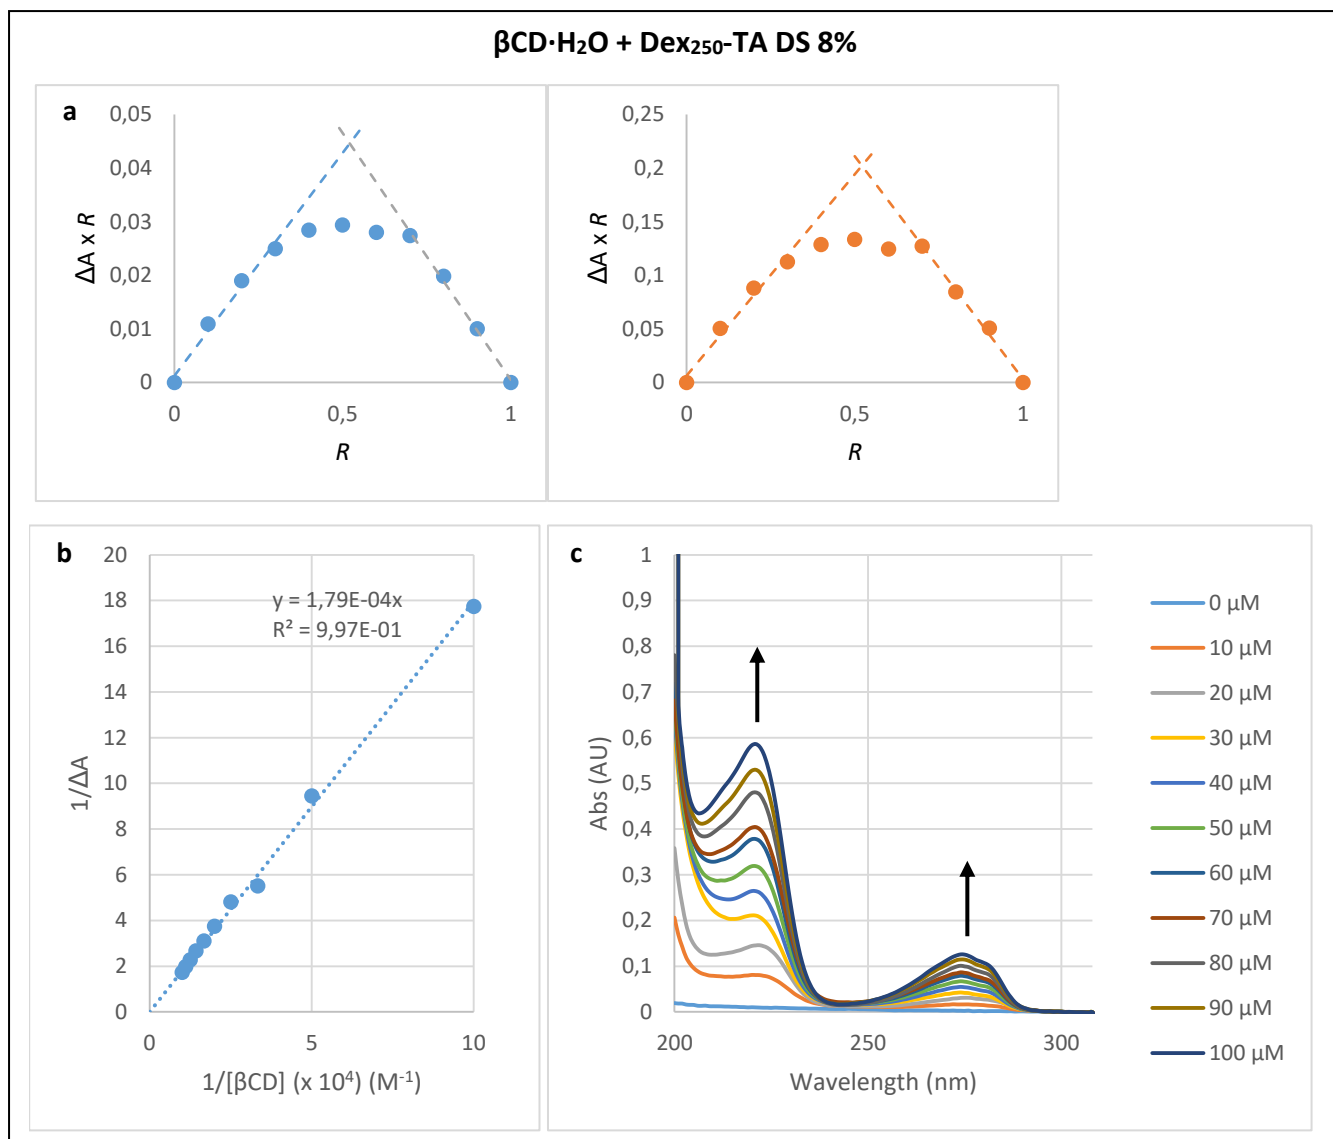 βCD·H₂O + Dex₂₅₀-TA DS 8%
a
0,05
0,04
0,03
0,02
0,01
0
0
0,5
1
ΔA x R
R
0,25
0,2
0,15
0,1
0,05
0
0
0,5
1
ΔA x R
R
b
20
18
16
14
12
10
8
6
4
2
0
0
5
10
y = 1,79E-04x
R² = 9,97E-01
1/ΔA
1/[βCD] (x 10⁴) (M⁻¹)
c
1
0,9
0,8
0,7
0,6
0,5
0,4
0,3
0,2
0,1
0
200
250
300
Abs (AU)
Wavelength (nm)
0 μM
10 μM
20 μM
30 μM
40 μM
50 μM
60 μM
70 μM
80 μM
90 μM
100 μM